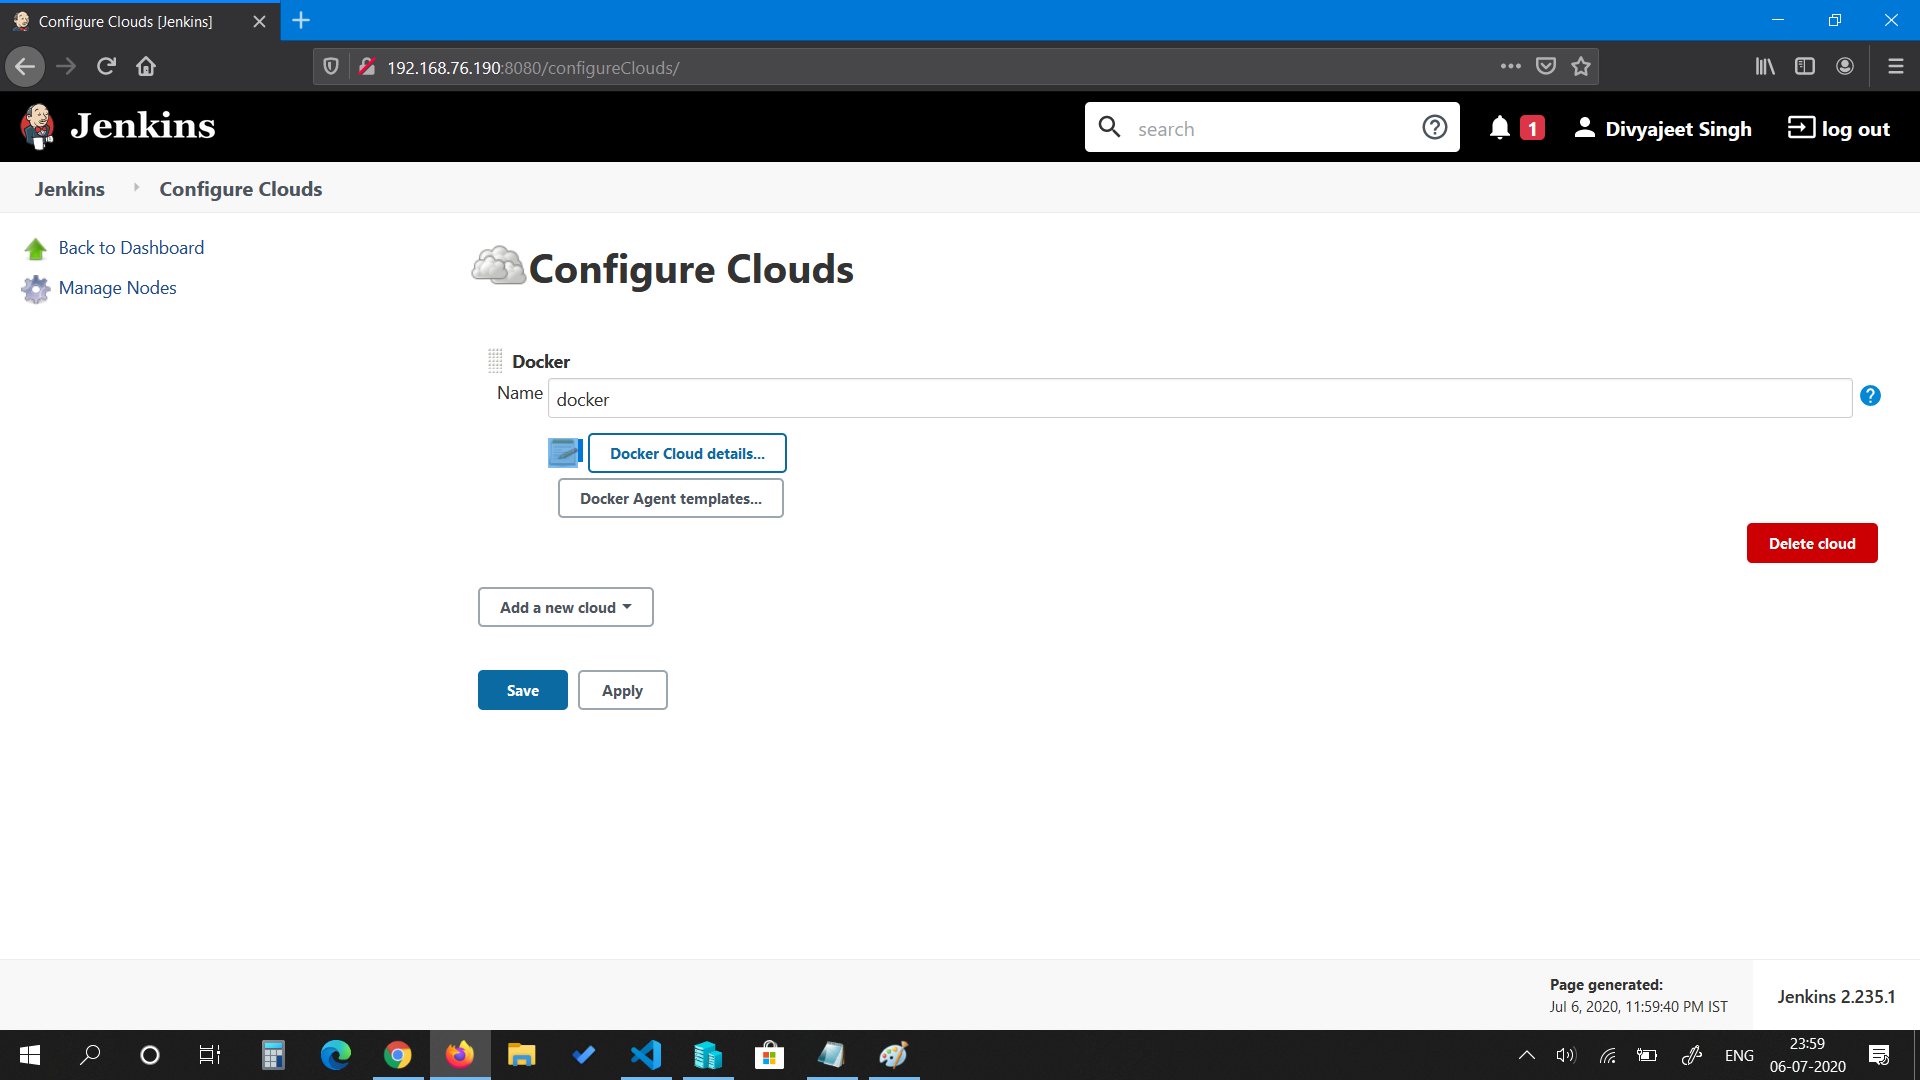 Configure Clouds [Jenkins]
192.168.76.190:8080/configureClouds/
Jenkins
search
1
Divyajeet Singh
log out
Jenkins
Configure Clouds
Back to Dashboard
Manage Nodes
Configure Clouds
Docker
Name
docker
Docker Cloud details...
Docker Agent templates...
Delete cloud
Add a new cloud
Save
Apply
Page generated:
Jul 6, 2020, 11:59:40 PM IST
Jenkins 2.235.1
ENG
23:59
06-07-2020